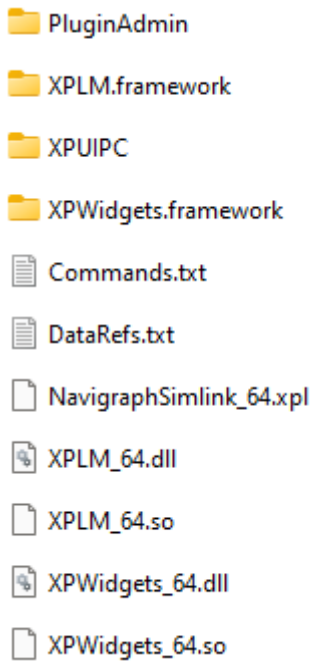 PluginAdmin
XPLM.framework
XPUIPC
XPWidgets.framework
Commands.txt
DataRefs.txt
NavigraphSimlink_64.xpl
XPLM_64.dll
XPLM_64.so
XPWidgets_64.dll
XPWidgets_64.so